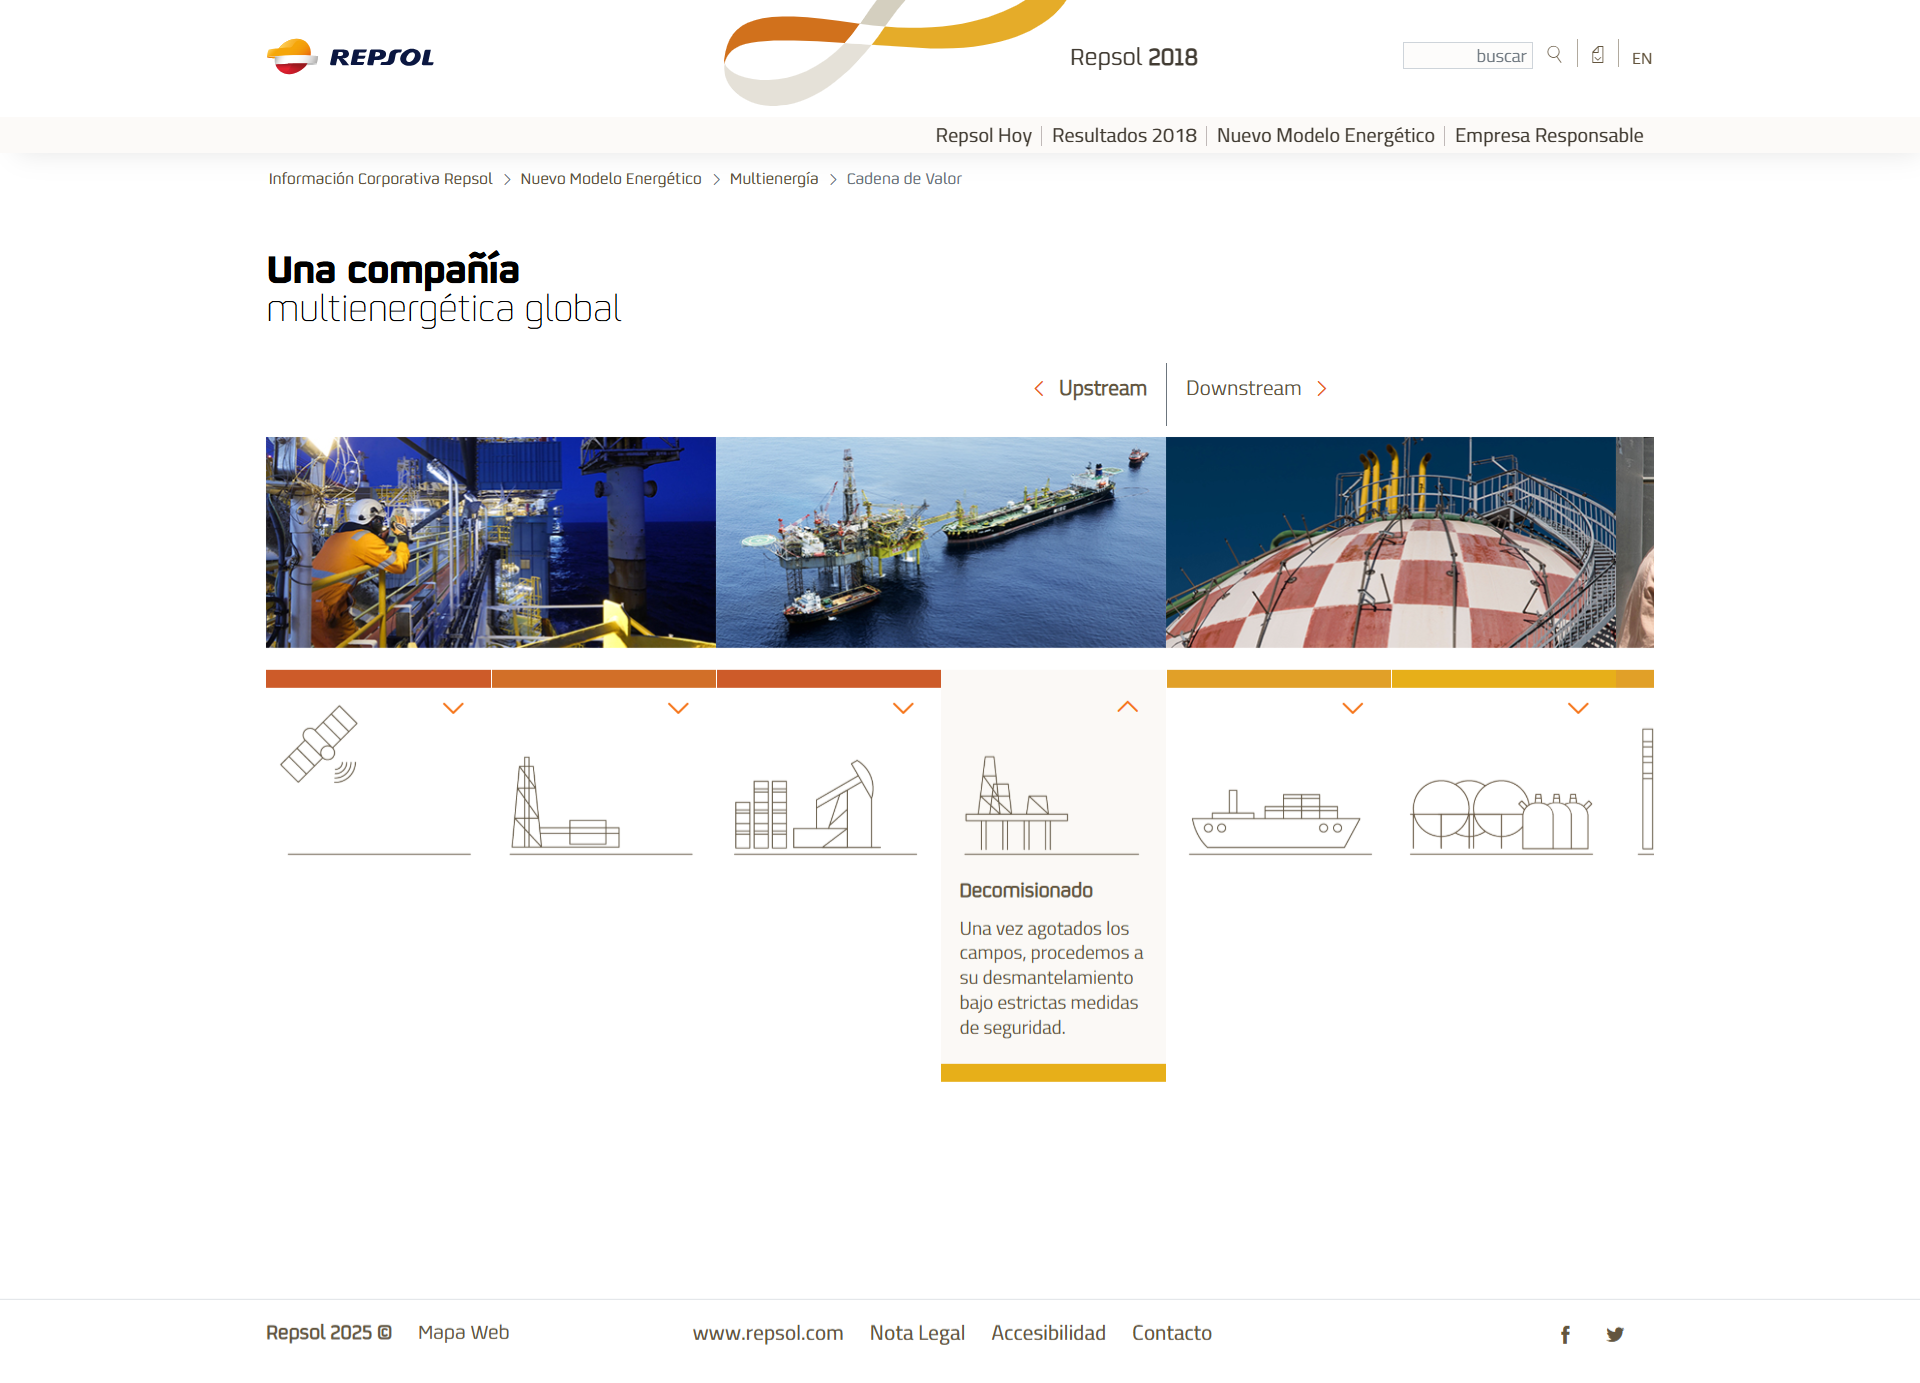 REPSOL
Repsol 2018
buscar
EN
Repsol Hoy
Resultados 2018
Nuevo Modelo Energético
Empresa Responsable
Información Corporativa Repsol > Nuevo Modelo Energético > Multienergía > Cadena de Valor
Una compañía
multienergética global
< Upstream
Downstream >
Decomisionado
Una vez agotados los
campos, procedemos a
su desmantelamiento
bajo estrictas medidas
de seguridad.
Repsol 2025 ©
Mapa Web
www.repsol.com
Nota Legal
Accesibilidad
Contacto